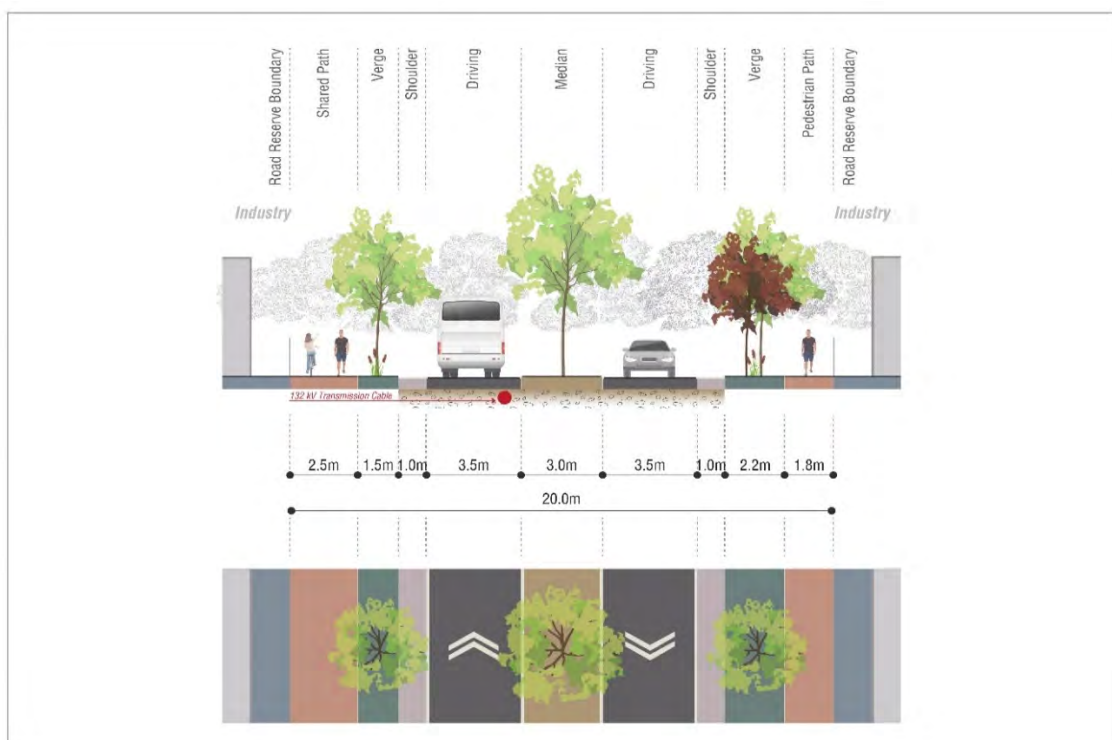 Road Reserve Boundary
Shared Path
Verge
Shoulder
Driving
Median
Driving
Shoulder
Verge
Pedestrian Path
Road Reserve Boundary
Industry
Industry
132 kV Transmission Cable
2.5m 1.5m 1.0m 3.5m 3.0m 3.5m 1.0m 2.2m 1.8m
20.0m